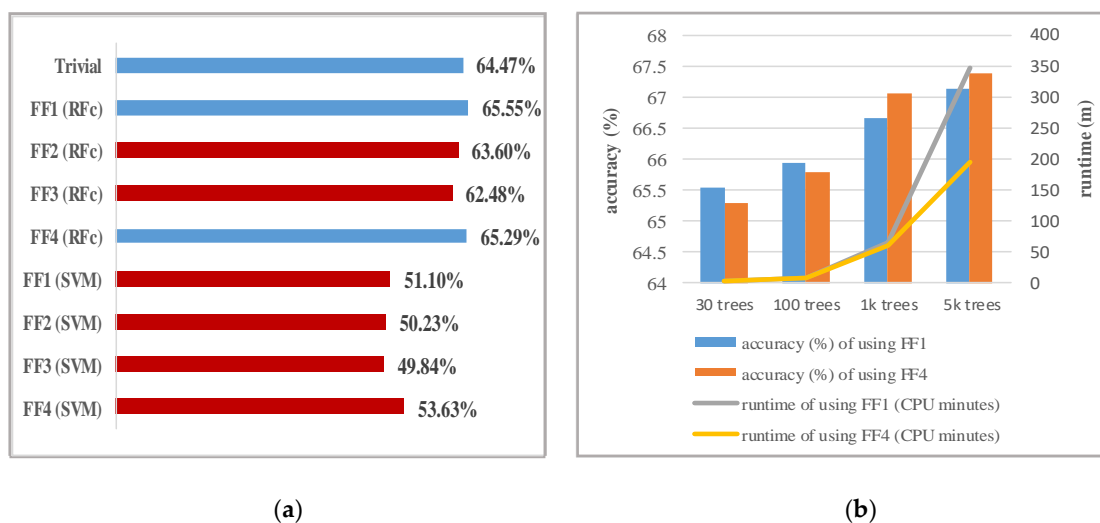 Trivial 64.47%
FF1 (RFc) 65.55%
FF2 (RFc) 63.60%
FF3 (RFc) 62.48%
FF4 (RFc) 65.29%
FF1 (SVM) 51.10%
FF2 (SVM) 50.23%
FF3 (SVM) 49.84%
FF4 (SVM) 53.63%
(a)
68 400
67.5 350
67 300
66.5 250
66 200
65.5 150
65 100
64.5 50
64 0
accuracy (%)
runtime (m)
30 trees 100 trees 1k trees 5k trees
accuracy (%) of using FF1
accuracy (%) of using FF4
runtime of using FF1 (CPU minutes)
runtime of using FF4 (CPU minutes)
(b)